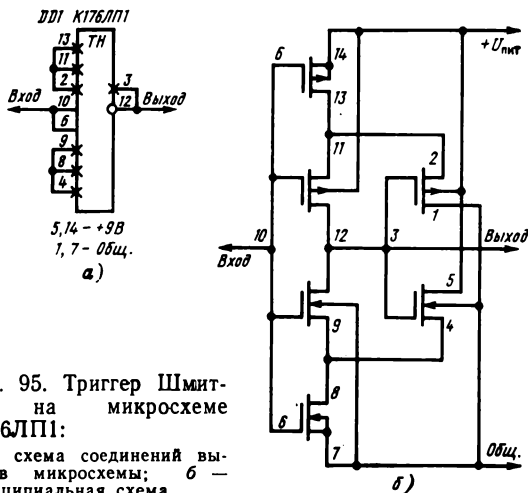 DD1 К176ЛП1
13
11
2
10
6
9
8
4
ТН
3
12
Вход
Выход
5,14 – +9В
1, 7 – Общ.
а)
6
14
13
11
2
1
10
12
3
5
4
9
8
6
7
+Uпит
Вход
Выход
Общ.
б)
. 95. Триггер Шмит-
на микросхеме
6ЛП1:
схема соединений вы-
в микросхемы; б —
ципиальная схема